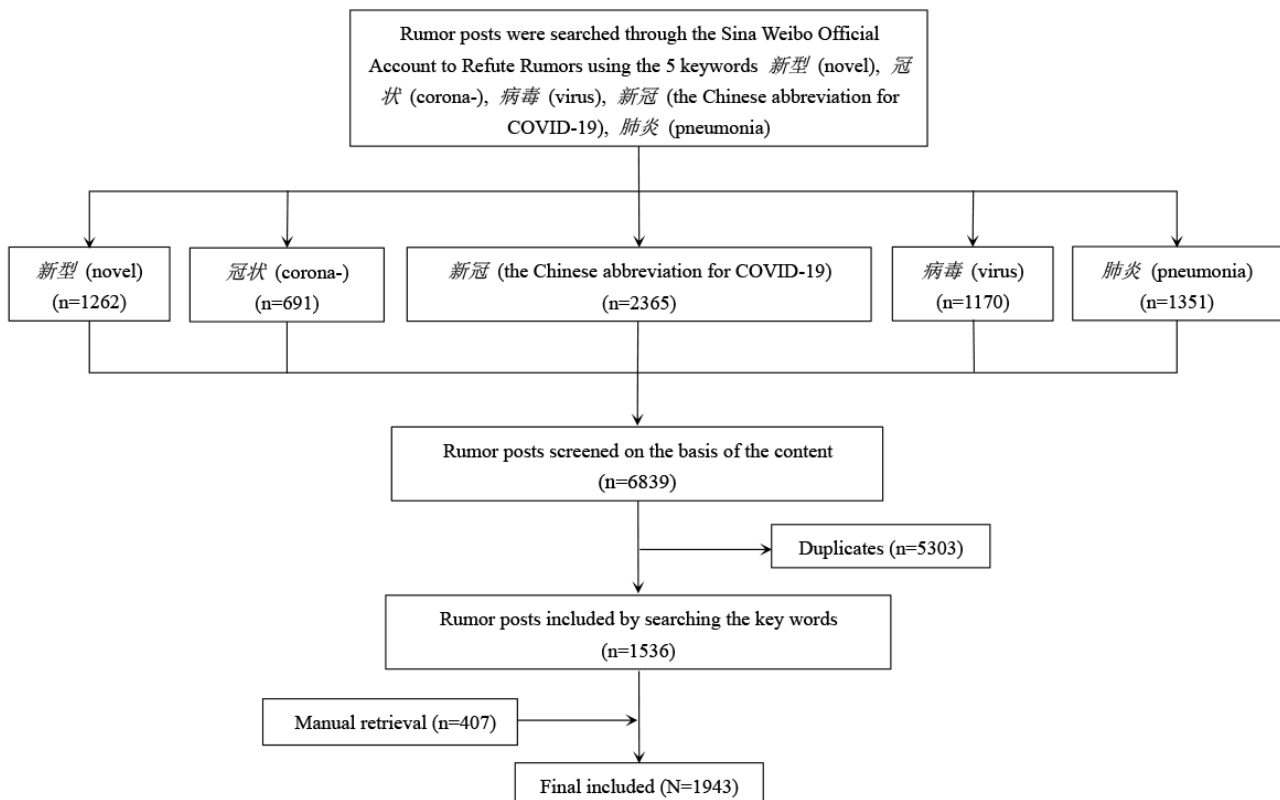 Rumor posts were searched through the Sina Weibo Official
Account to Refute Rumors using the 5 keywords 新型 (novel), 冠
状 (corona-), 病毒 (virus), 新冠 (the Chinese abbreviation for
COVID-19), 肺炎 (pneumonia)
新型 (novel)
(n=1262)
冠状 (corona-)
(n=691)
新冠 (the Chinese abbreviation for COVID-19)
(n=2365)
病毒 (virus)
(n=1170)
肺炎 (pneumonia)
(n=1351)
Rumor posts screened on the basis of the content
(n=6839)
Duplicates (n=5303)
Rumor posts included by searching the key words
(n=1536)
Manual retrieval (n=407)
Final included (N=1943)